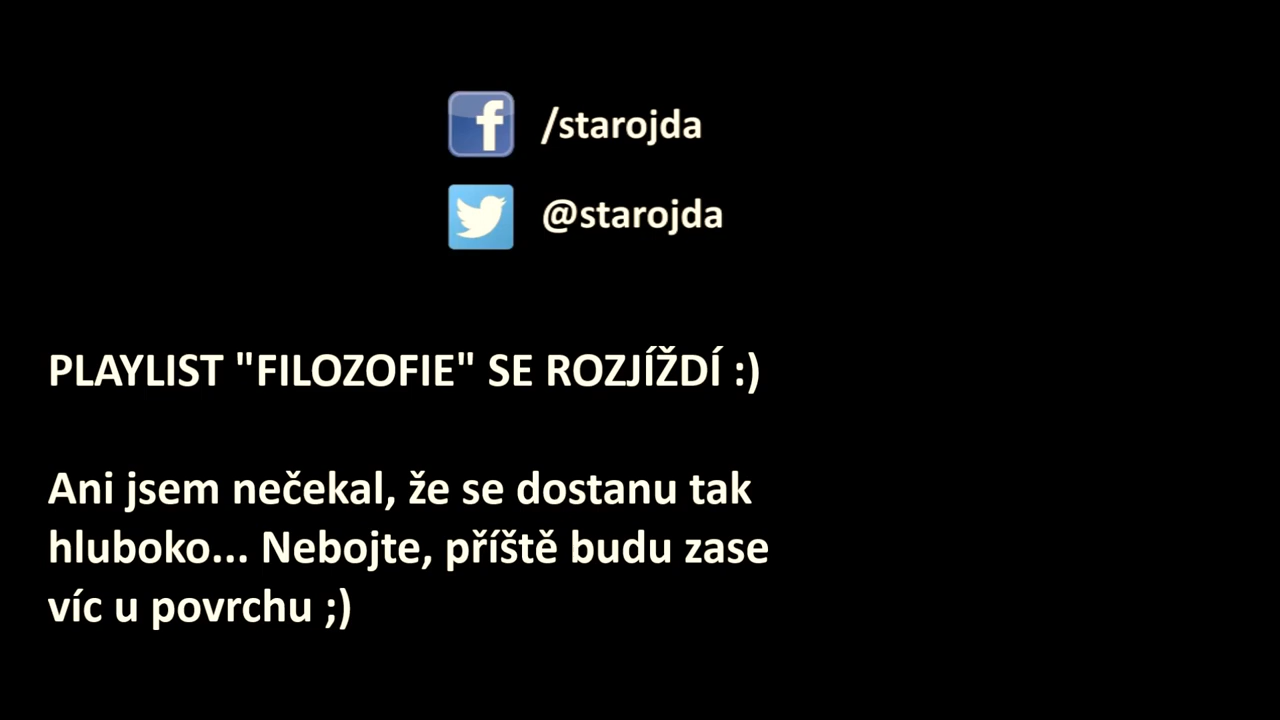 /starojda
@starojda
PLAYLIST "FILOZOFIE" SE ROZJÍŽDÍ :)
Ani jsem nečekal, že se dostanu tak
hluboko... Nebojte, příště budu zase
víc u povrchu ;)